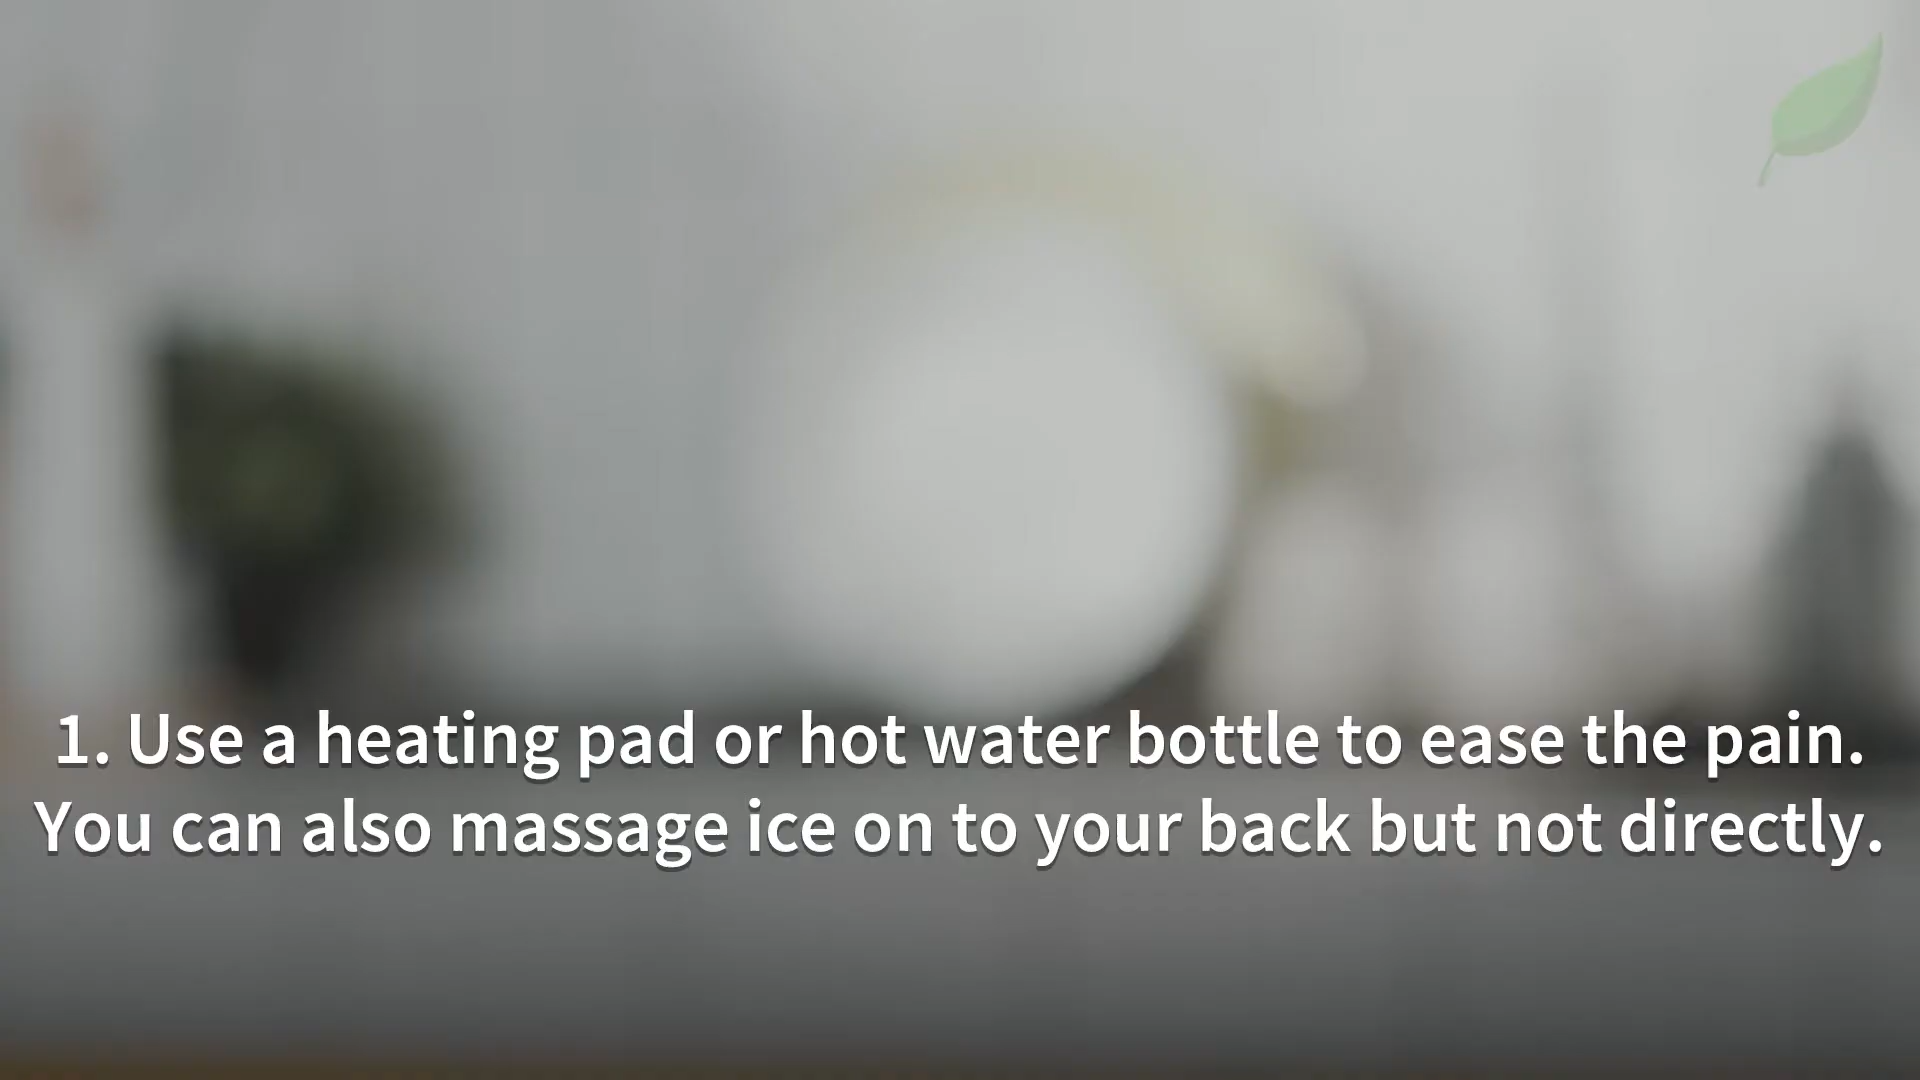 1. Use a heating pad or hot water bottle to ease the pain.
You can also massage ice on to your back but not directly.